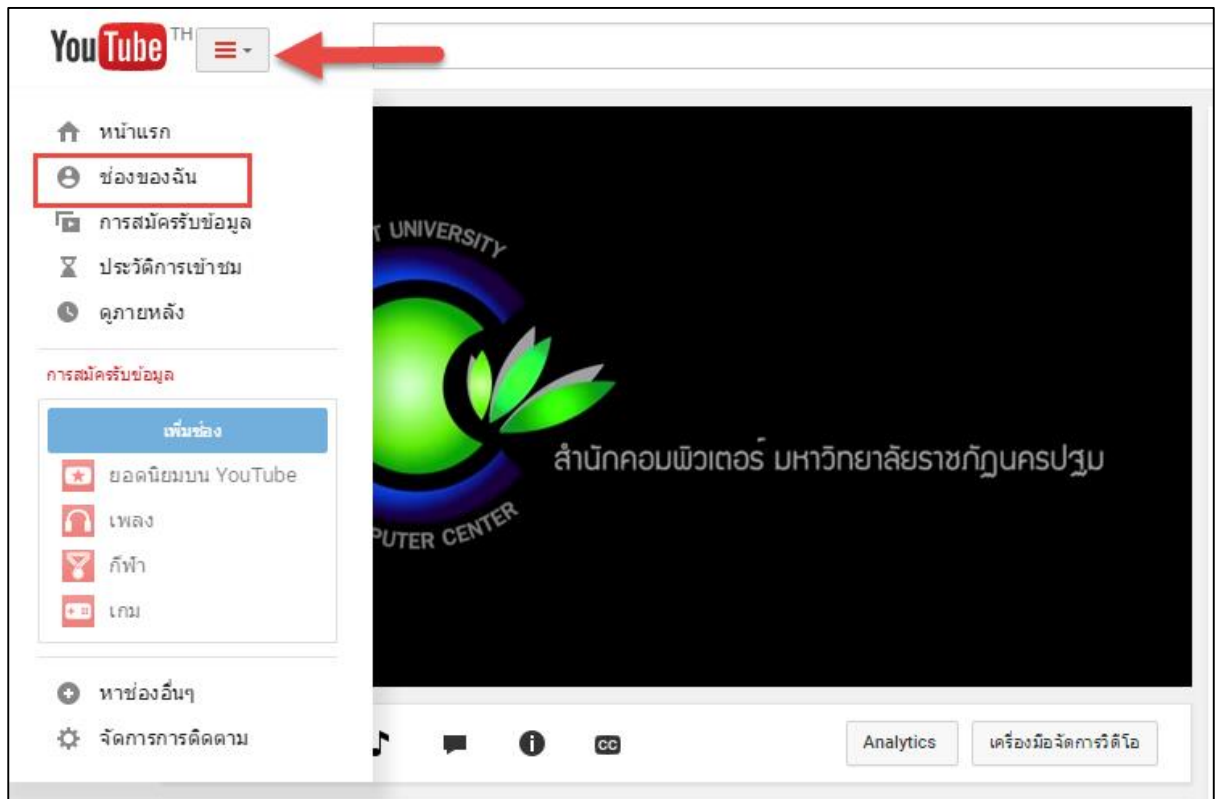 YouTube TH
หน้าแรก
ช่องของฉัน
การสมัครรับข้อมูล
ประวัติการเข้าชม
ดูภายหลัง
การสมัครรับข้อมูล
เพิ่มช่อง
ยอดนิยมบน YouTube
เพลง
กีฬา
เกม
หาช่องอื่นๆ
จัดการการติดตาม
T UNIVERSITY
สำนักคอมพิวเตอร์ มหาวิทยาลัยราชภัฏนครปฐม
PUTER CENTER
CC
Analytics
เครื่องมือจัดการวิดีโอ